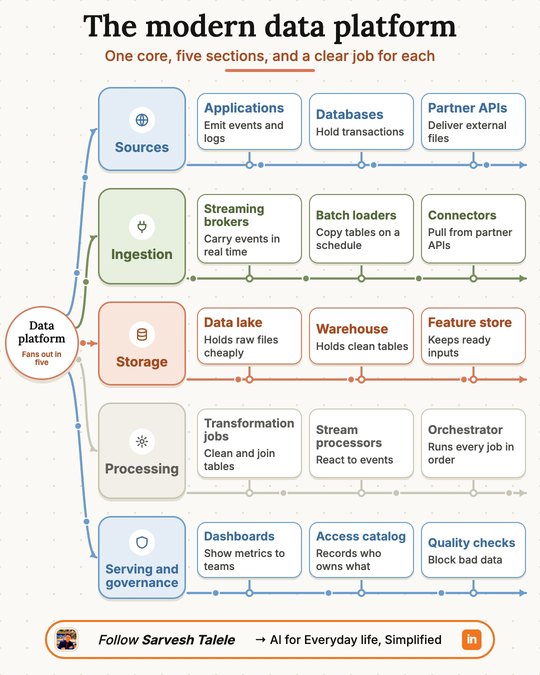 The modern data platform
One core, five sections, and a clear job for each
Sources
Applications
Emit events and
logs
Databases
Hold transactions
Partner APIs
Deliver external
files
Ingestion
Streaming
brokers
Carry events in
real time
Batch loaders
Copy tables on a
schedule
Connectors
Pull from partner
APIs
Data
platform
Fans out in
five
Storage
Data lake
Holds raw files
cheaply
Warehouse
Holds clean tables
Feature store
Keeps ready
inputs
Processing
Transformation
jobs
Clean and join
tables
Stream
processors
React to events
Orchestrator
Runs every job in
order
Serving and
governance
Dashboards
Show metrics to
teams
Access catalog
Records who
owns what
Quality checks
Block bad data
Follow Sarvesh Talele → AI for Everyday life, Simplified in